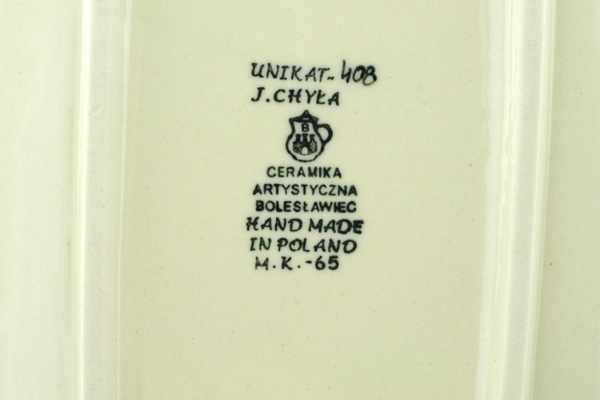 UNIKAT-408
J.CHYŁA
B
CERAMIKA
ARTYSTYCZNA
BOLESŁAWIEC
HAND MADE
IN POLAND
M.K.-65